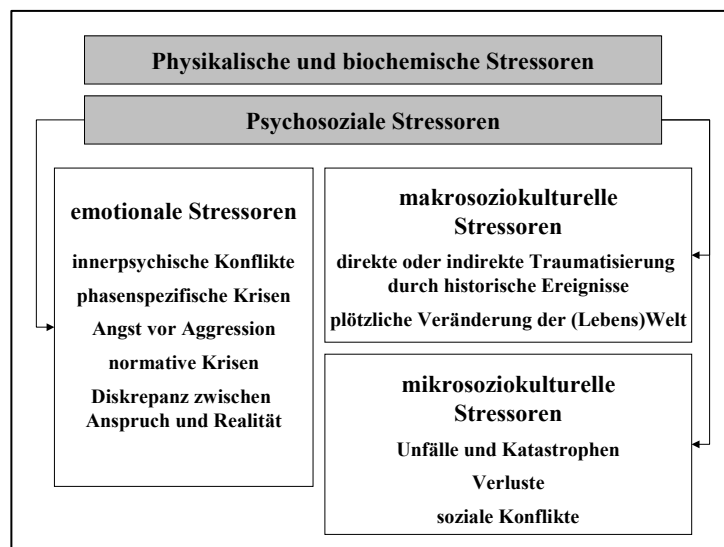 Physikalische und biochemische Stressoren
Psychosoziale Stressoren
emotionale Stressoren
innerpsychische Konflikte
phasenspezifische Krisen
Angst vor Aggression
normative Krisen
Diskrepanz zwischen
Anspruch und Realität
makrosoziokulturelle
Stressoren
direkte oder indirekte Traumatisierung
durch historische Ereignisse
plötzliche Veränderung der (Lebens)Welt
mikrosoziokulturelle
Stressoren
Unfälle und Katastrophen
Verluste
soziale Konflikte